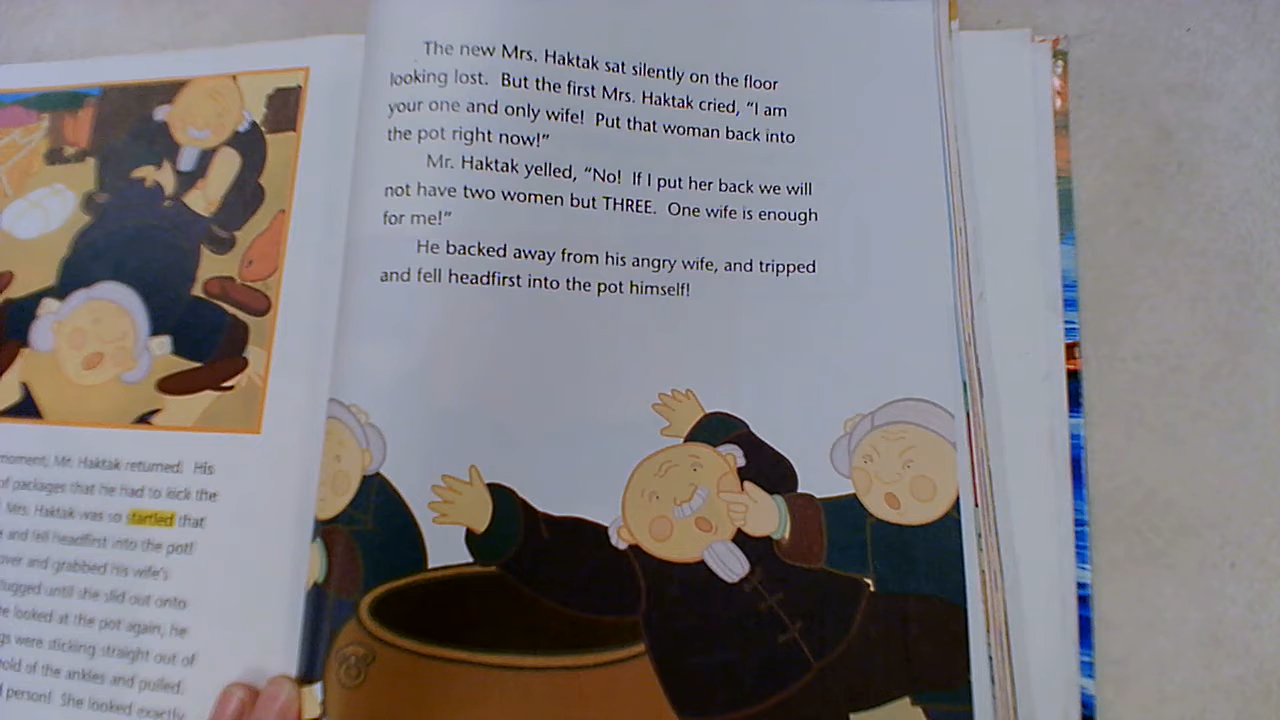 moment, Mr. Haktak returned. His
of packages that he had to kick the
Mrs. Haktak was so startled that
and fell headfirst into the pot!
over and grabbed his wife's
tugged until she slid out onto
he looked at the pot again, he
were sticking straight out of
hold of the ankles and pulled.
person! She looked exactly
The new Mrs. Haktak sat silently on the floor
looking lost. But the first Mrs. Haktak cried, “I am
your one and only wife! Put that woman back into
the pot right now!”
Mr. Haktak yelled, “No! If I put her back we will
not have two women but THREE. One wife is enough
for me!”
He backed away from his angry wife, and tripped
and fell headfirst into the pot himself!